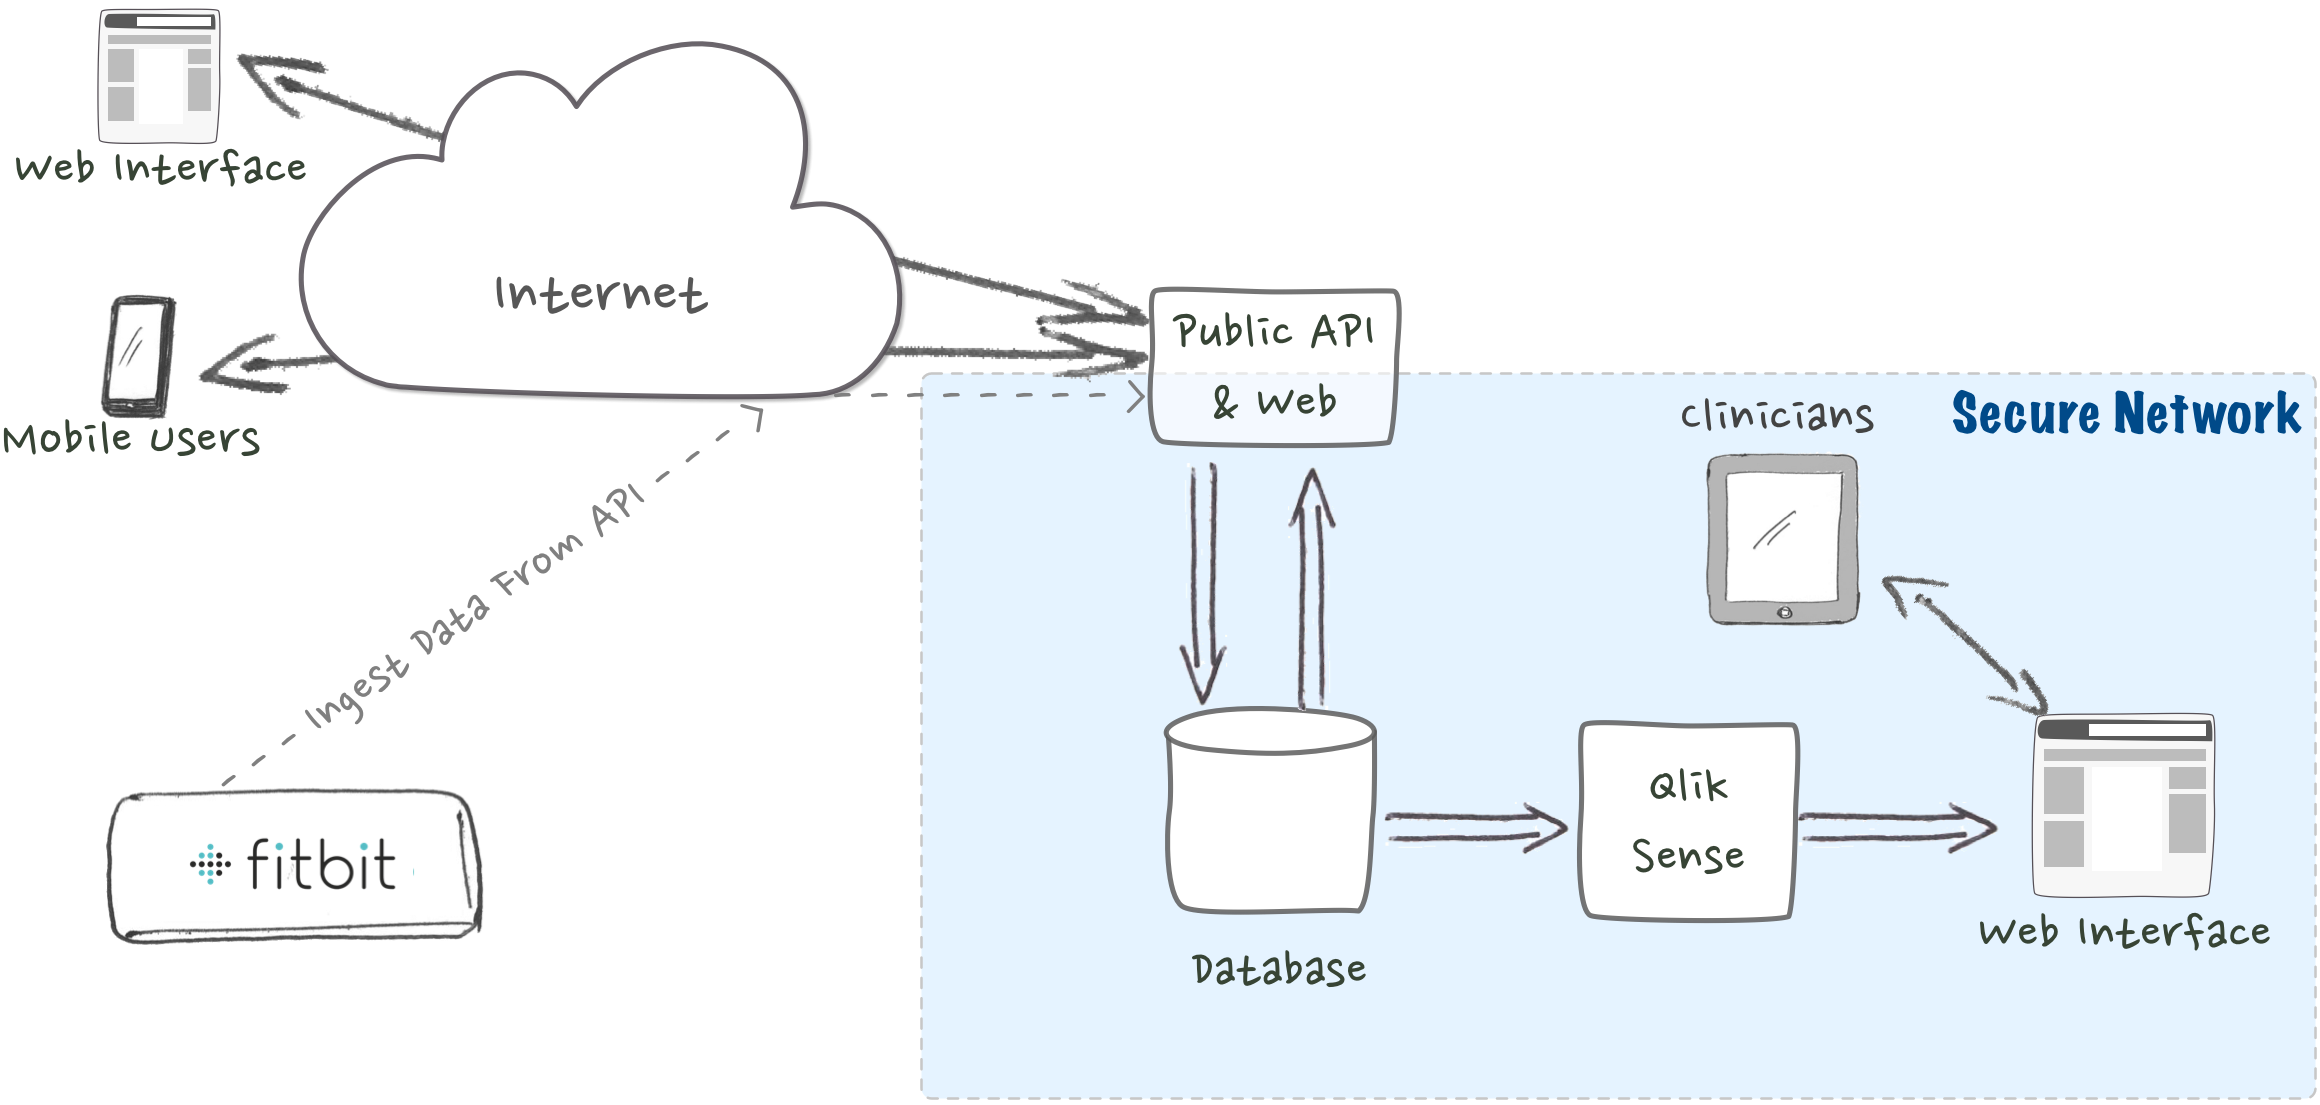 Web Interface
Internet
Public API
& Web
Mobile Users
Clinicians
Secure Network
Ingest Data From API
fitbit
Qlik
Sense
Web Interface
Database